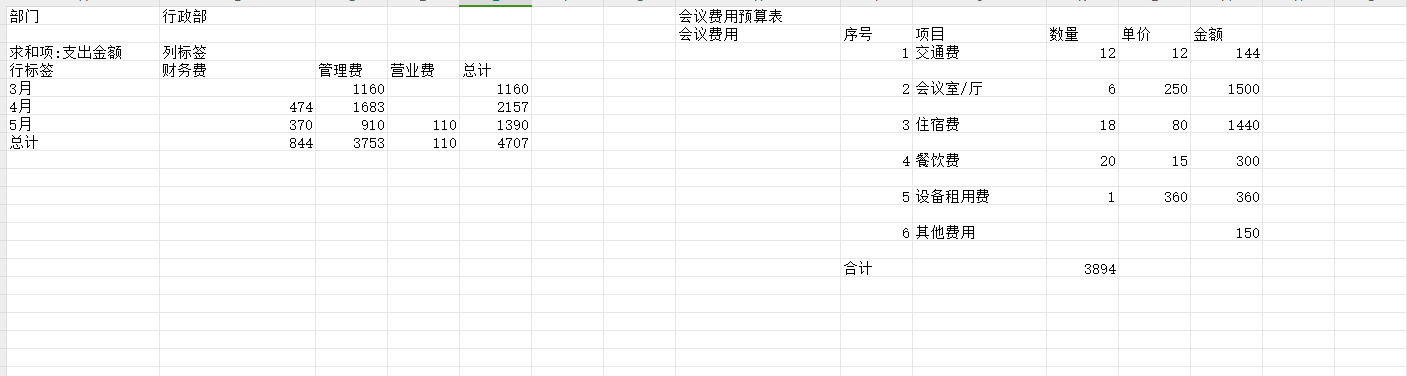 部门 行政部 会议费用预算表
会议费用 序号 项目 数量 单价 金额
求和项:支出金额 列标签 1 交通费 12 12 144
行标签 财务费 管理费 营业费 总计
3月 1160 1160 2 会议室/厅 6 250 1500
4月 474 1683 2157
5月 370 910 110 1390 3 住宿费 18 80 1440
总计 844 3753 110 4707
4 餐饮费 20 15 300
5 设备租用费 1 360 360
6 其他费用 150
合计 3894